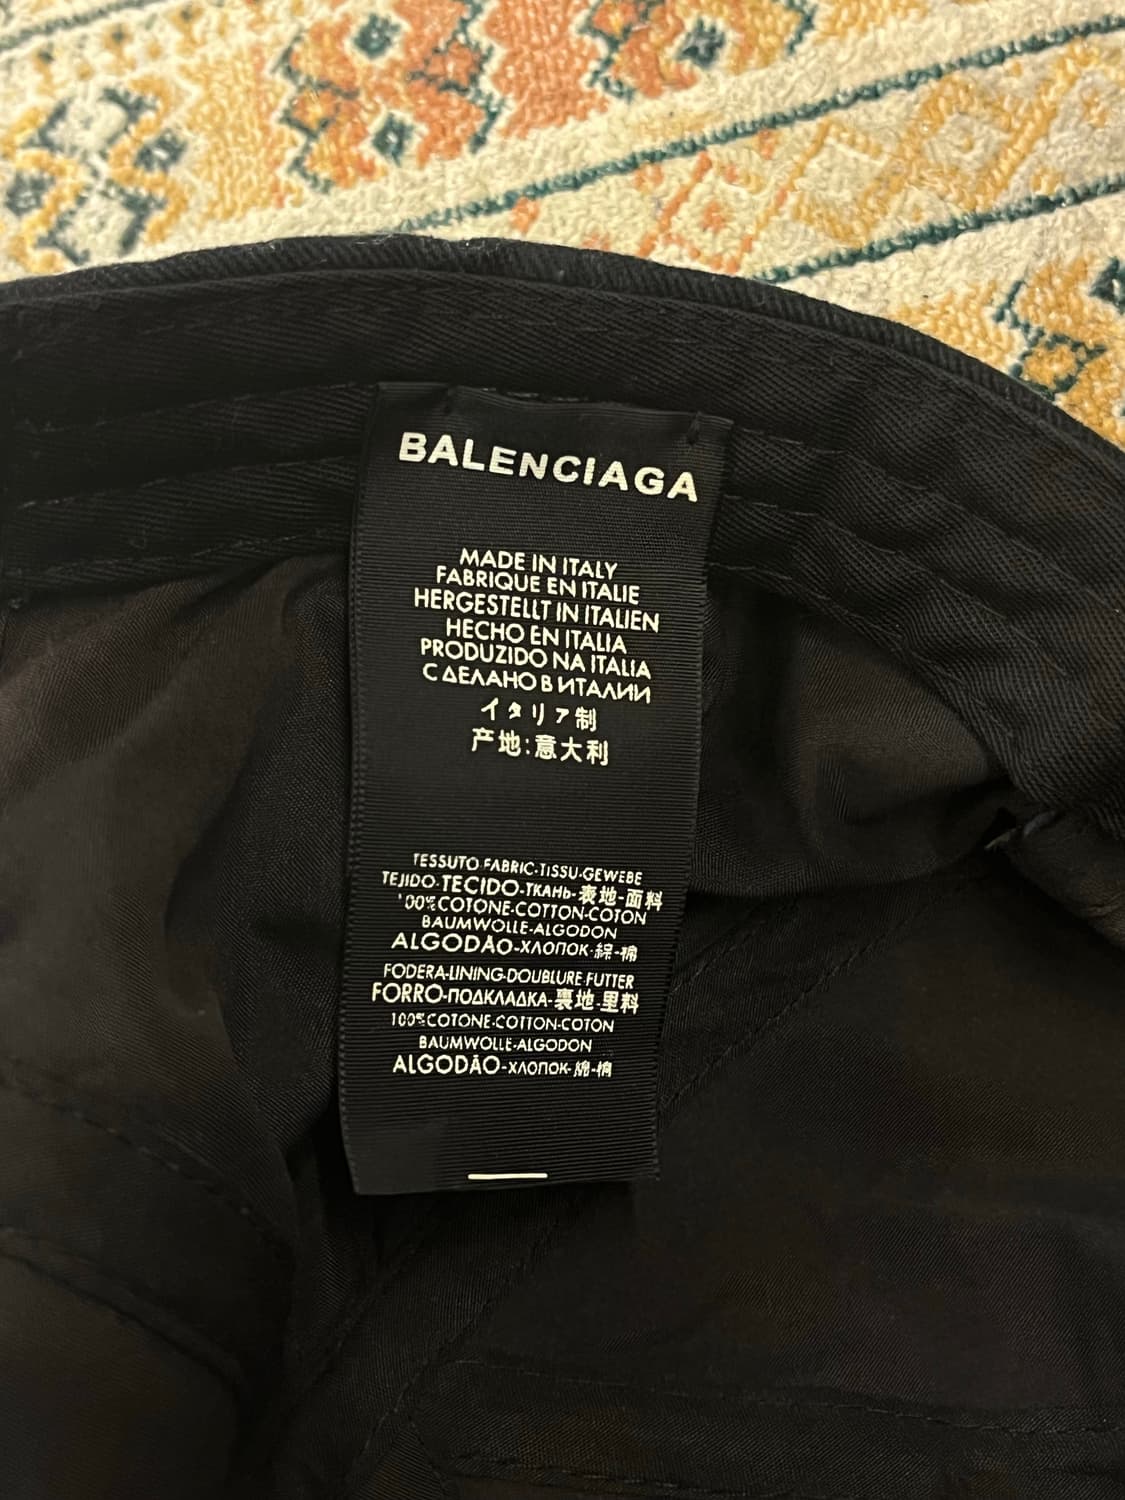 BALENCIAGA
MADE IN ITALY
FABRIQUE EN ITALIE
HERGESTELLT IN ITALIEN
HECHO EN ITALIA
PRODUZIDO NA ITALIA
СДЕЛАНО В ИТАЛИИ
イタリア制
产地:意大利
TESSUTO-FABRIC-TISSU-GEWEBE
TEJIDO-TECIDO-ТКАНЬ-表地-面料
100%COTONE-COTTON-COTON
BAUMWOLLE-ALGODON
ALGODÃO-ХЛОПОК-綿-棉
FODERA-LINING-DOUBLURE-FUTTER
FORRO-ПОДКЛАДКА-裏地-里料
100%COTONE-COTTON-COTON
BAUMWOLLE-ALGODON
ALGODÃO-ХЛОПОК-綿-棉